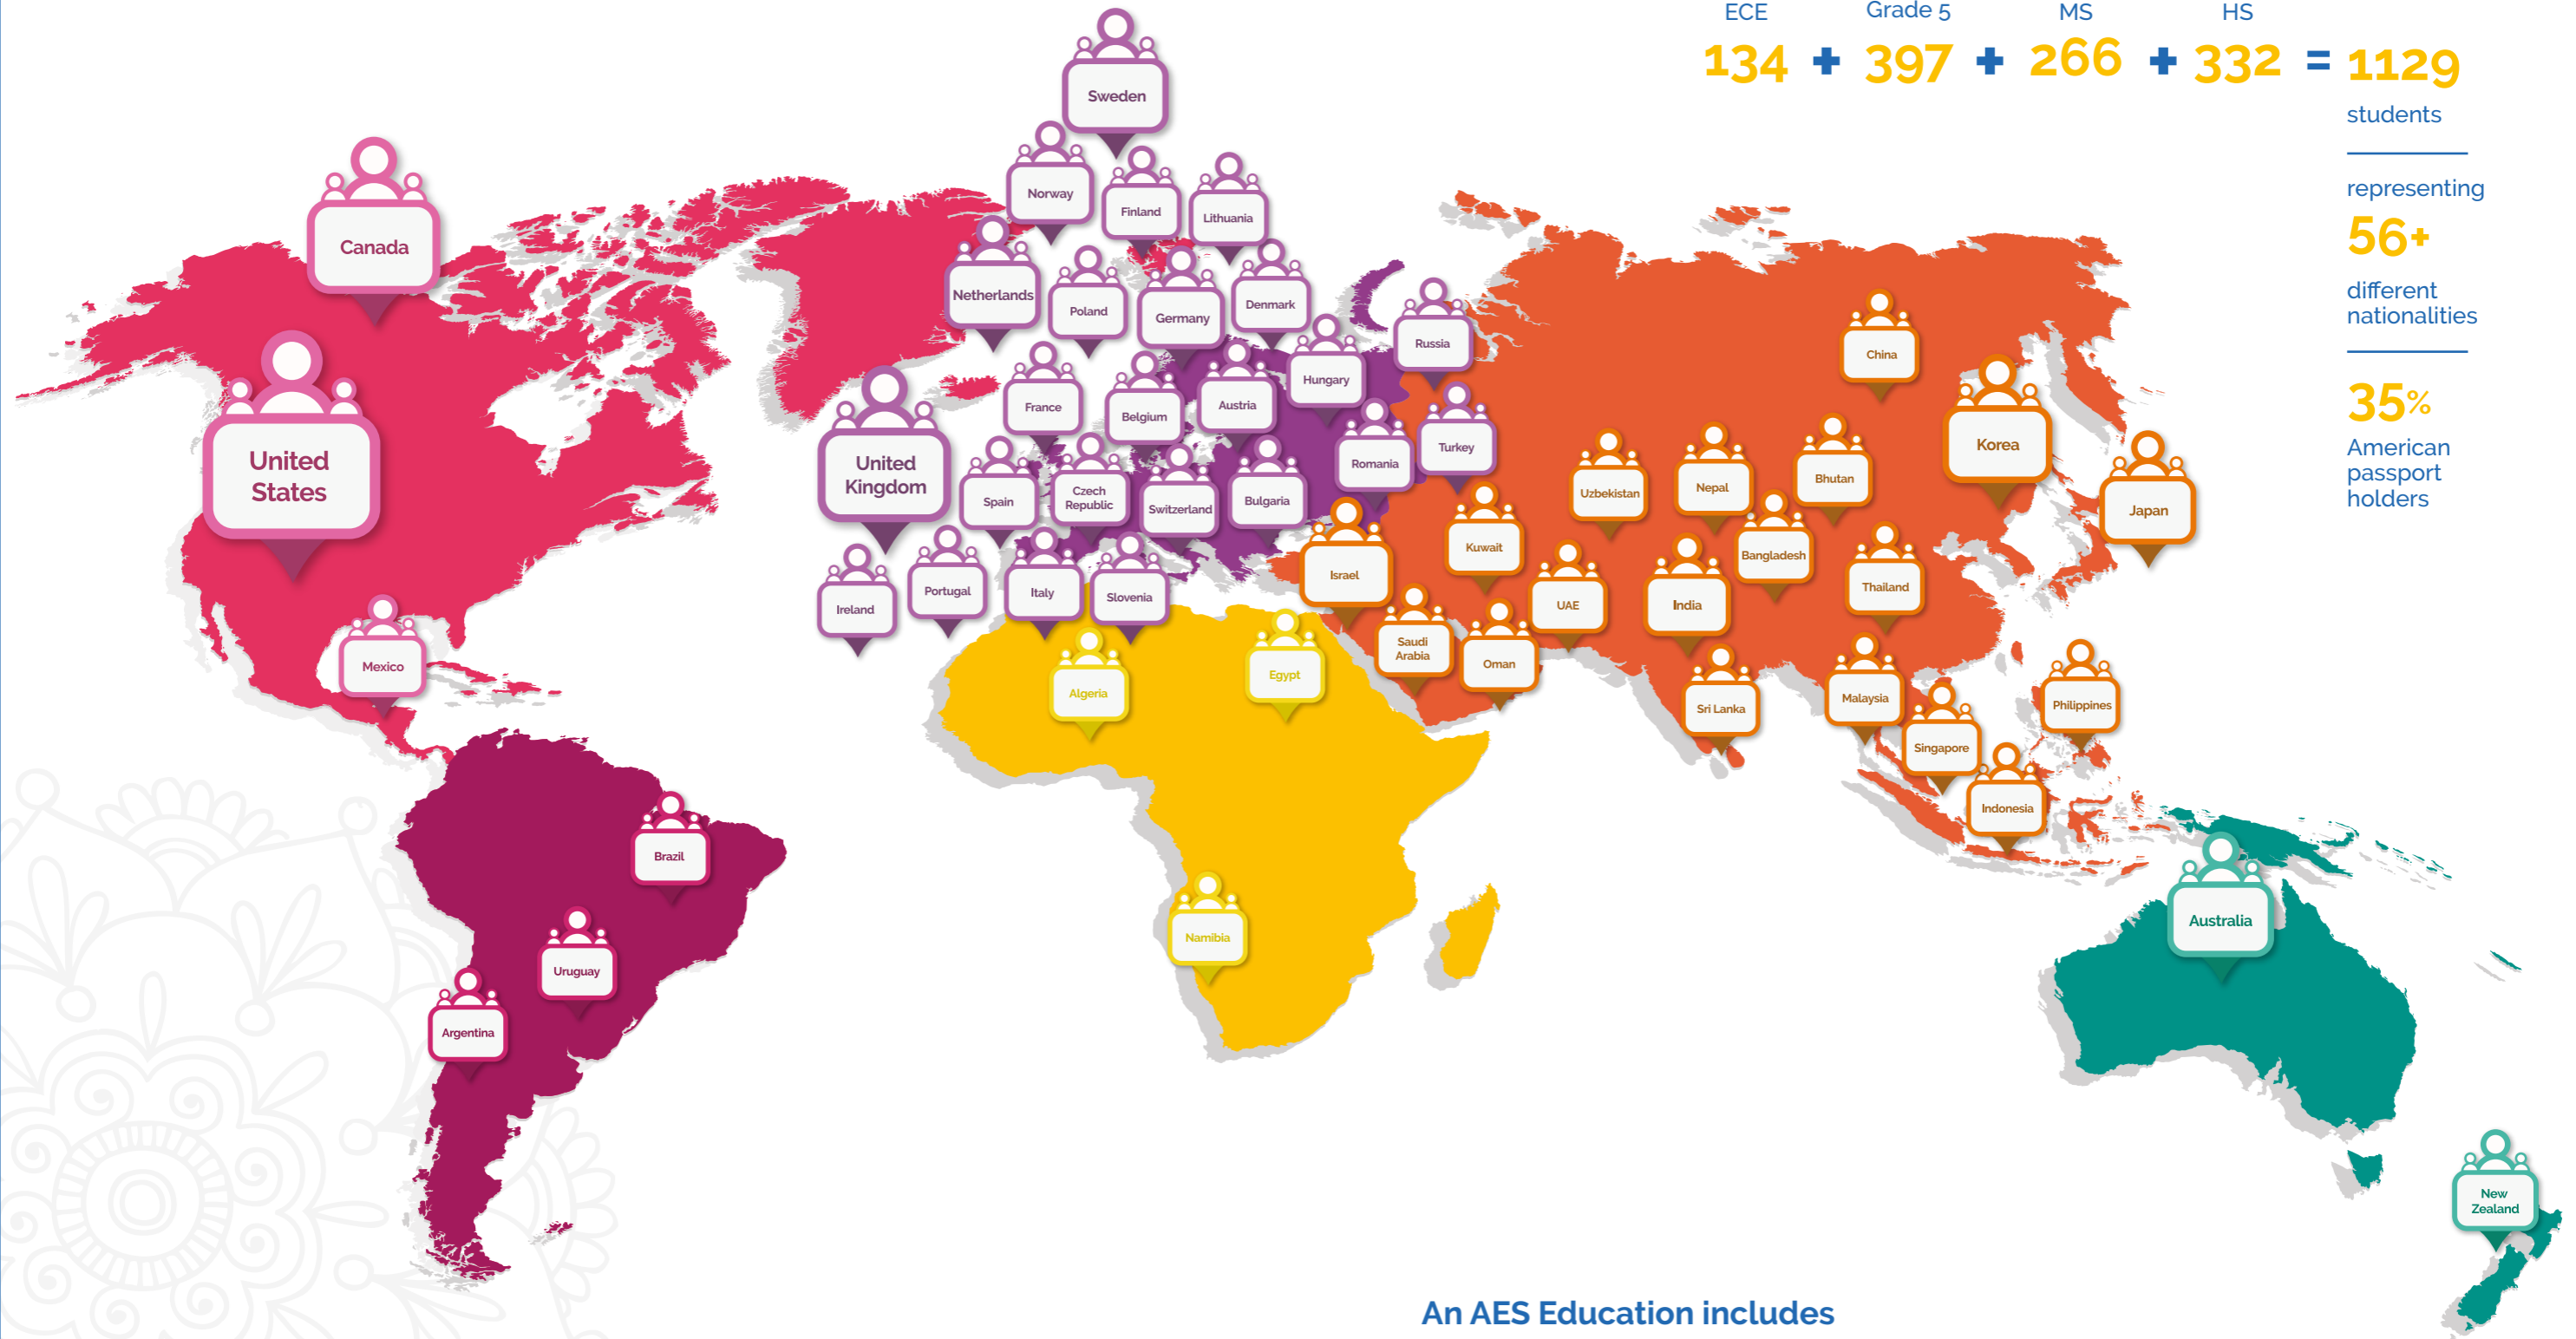 ECE
Grade 5
MS
HS
134 + 397 + 266 + 332 = 1129
students
representing
56+
different
nationalities
35%
American
passport
holders
Sweden
Norway
Finland
Lithuania
Canada
Netherlands
Poland
Germany
Denmark
Russia
China
Hungary
France
Belgium
Austria
Korea
United
States
United
Kingdom
Romania
Turkey
Spain
Czech
Republic
Switzerland
Bulgaria
Uzbekistan
Nepal
Bhutan
Japan
Kuwait
Bangladesh
Israel
Thailand
Ireland
Portugal
Italy
Slovenia
UAE
India
Mexico
Algeria
Egypt
Saudi
Arabia
Oman
Sri Lanka
Malaysia
Philippines
Singapore
Indonesia
Brazil
Namibia
Australia
Uruguay
Argentina
New
Zealand
An AES Education includes